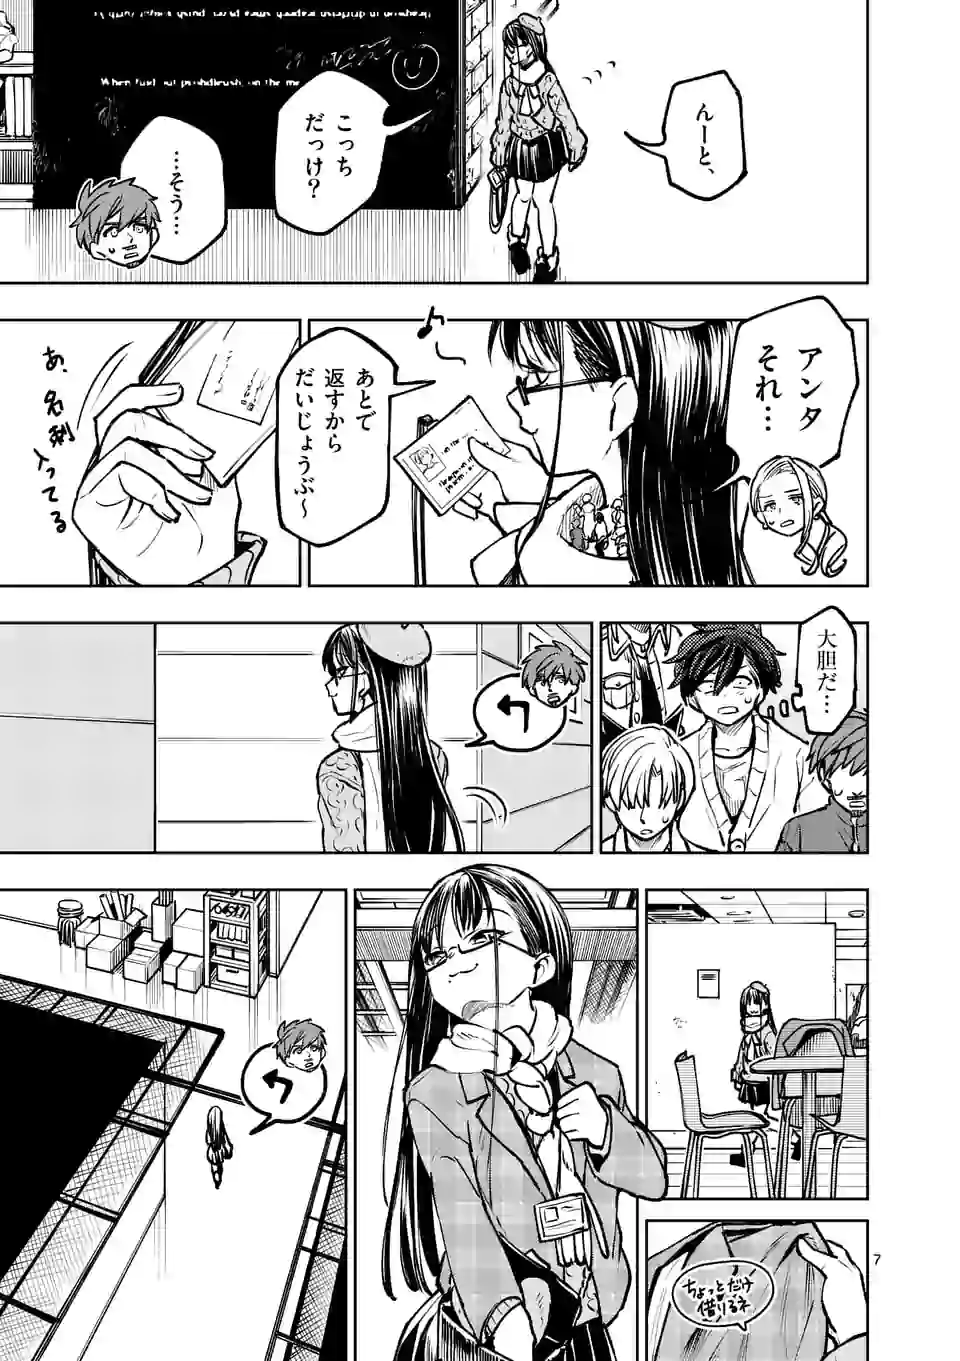 んーと、
こっち
だっけ?
…そう…
アンタ
それ…
あとで
返すから
だいじょうぶ〜
あ、名刺
入ってる
大胆だ…
ちょっとだけ
借りるネ
7